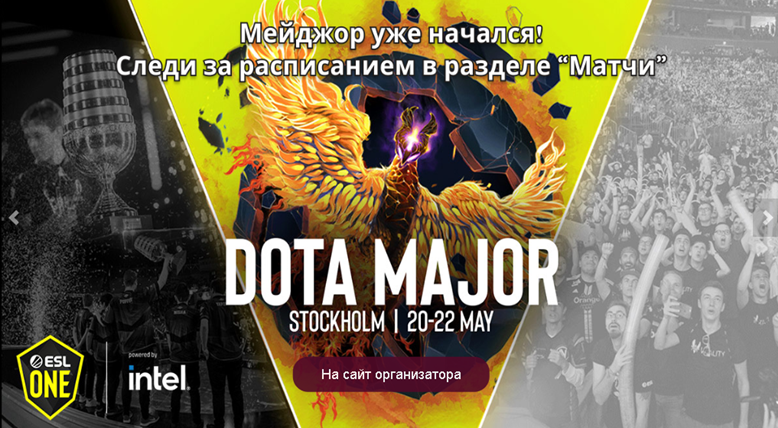 Мейджор уже начался!
Следи за расписанием в разделе “Матчи”
DOTA MAJOR
STOCKHOLM | 20-22 MAY
ESL
ONE
powered by
intel.
На сайт организатора